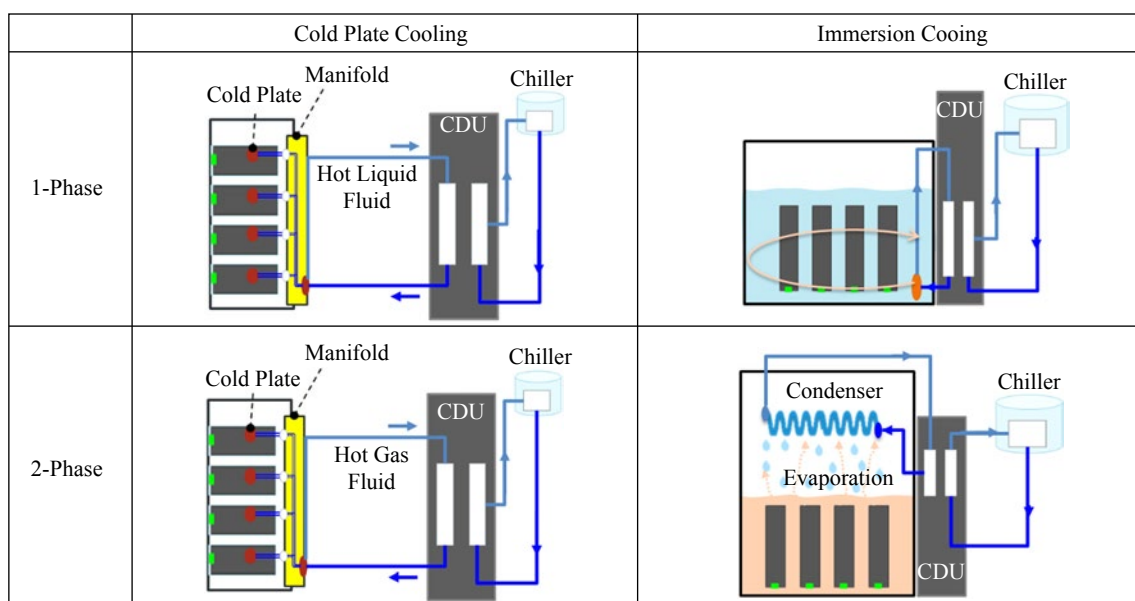 Cold Plate Cooling
Immersion Cooing
1-Phase
Manifold
Cold Plate
Hot Liquid
Fluid
CDU
Chiller
CDU
Chiller
2-Phase
Manifold
Cold Plate
Hot Gas
Fluid
CDU
Chiller
Condenser
Evaporation
CDU
Chiller